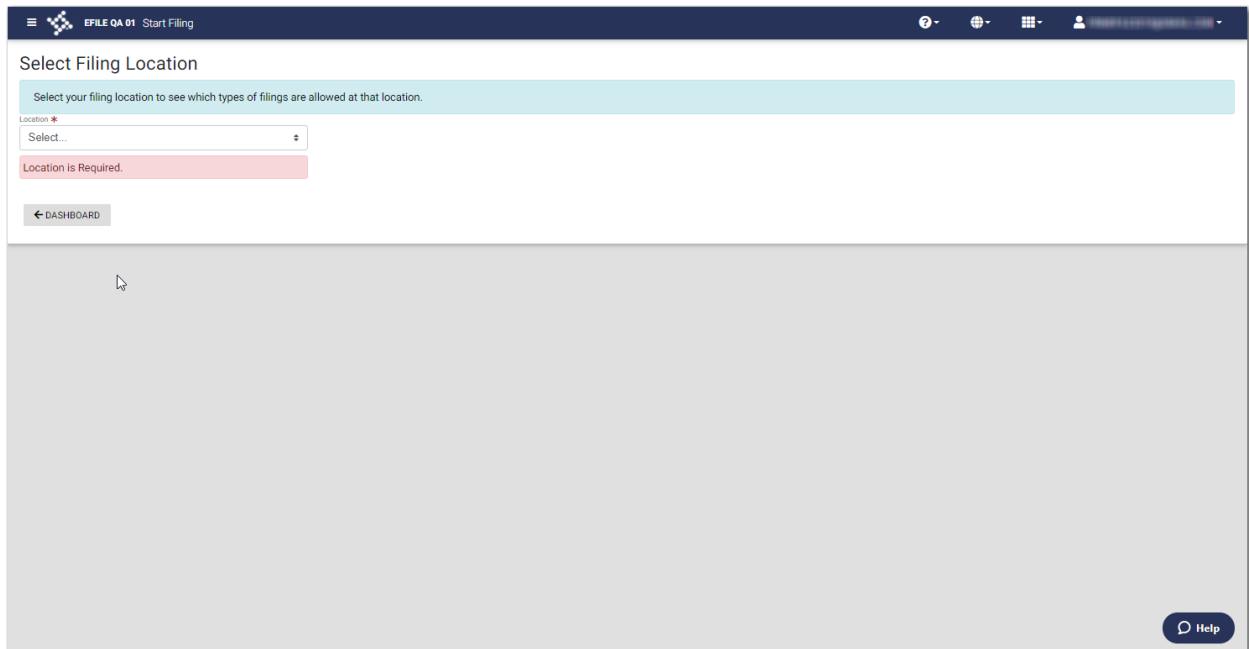 EFILE QA 01 Start Filing
Select Filing Location
Select your filing location to see which types of filings are allowed at that location.
Location *
Select...
Location is Required.
DASHBOARD
Help